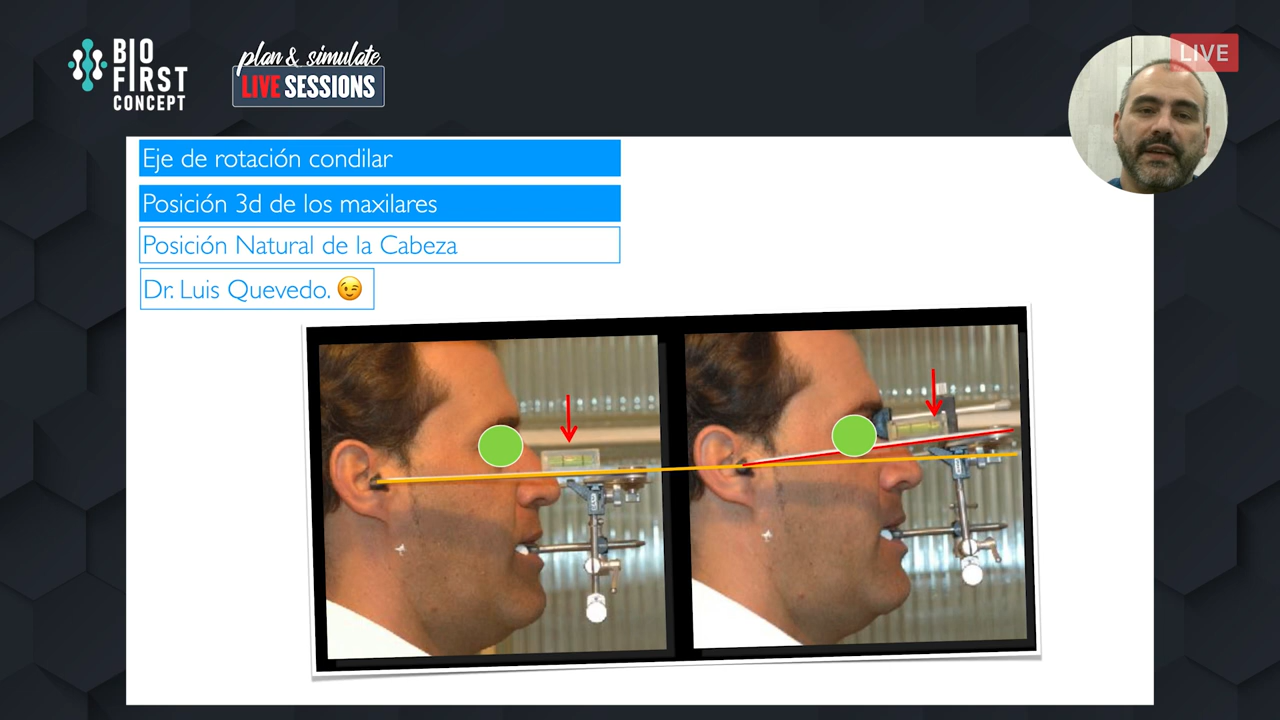 BIO
FIRST
CONCEPT
plan & simulate
LIVE SESSIONS
LIVE
Eje de rotación condilar
Posición 3d de los maxilares
Posición Natural de la Cabeza
Dr. Luis Quevedo. 😉